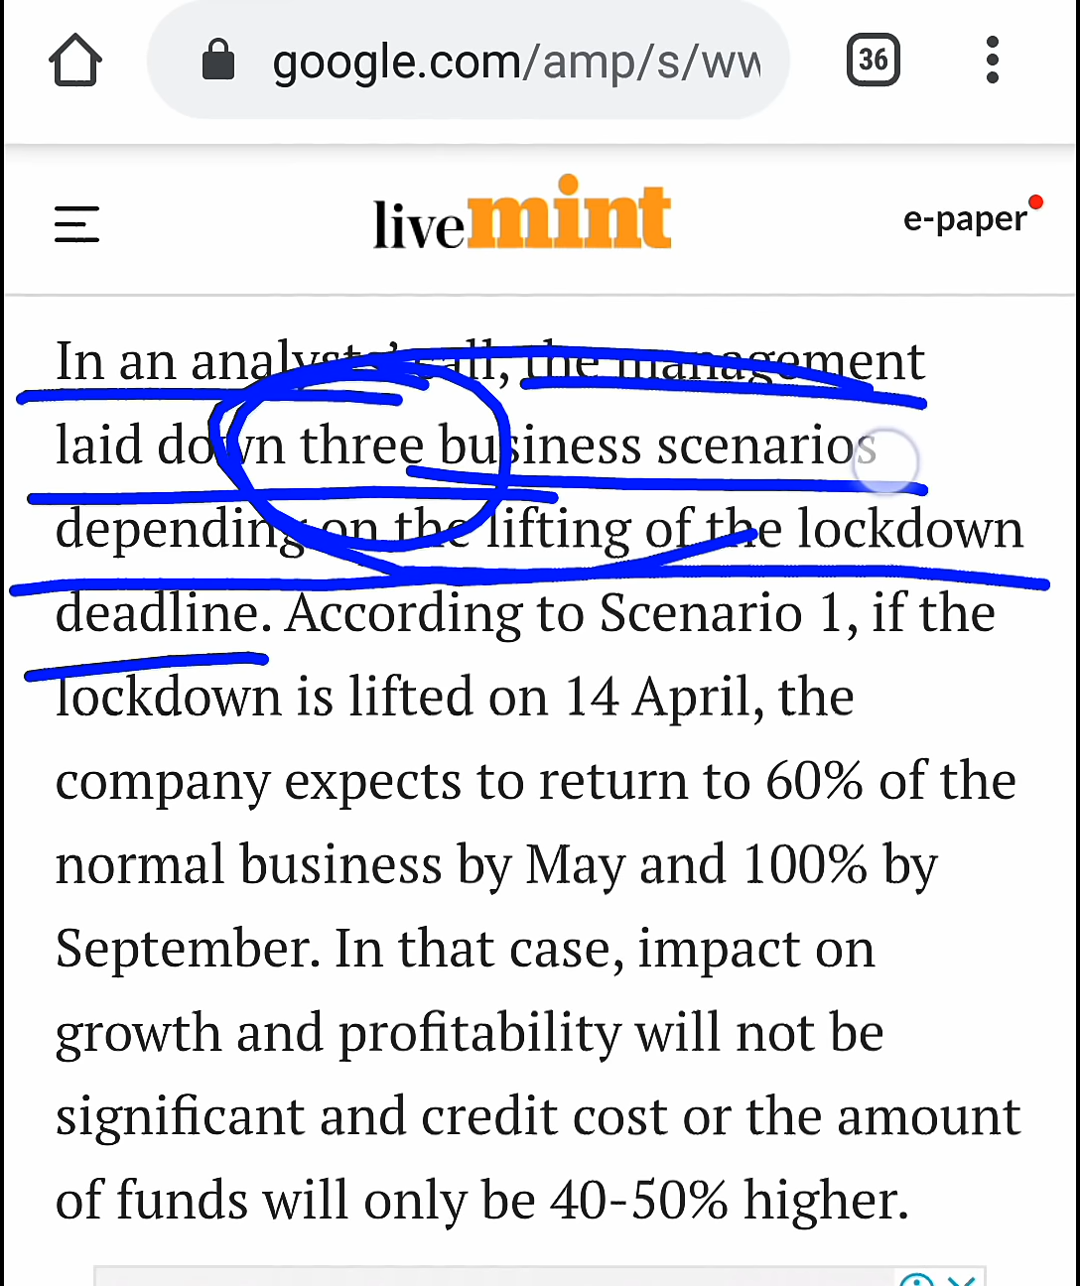 google.com/amp/s/ww
36
livemint
e-paper
In an analysts' call, the management
laid down three business scenarios
depending on the lifting of the lockdown
deadline. According to Scenario 1, if the
lockdown is lifted on 14 April, the
company expects to return to 60% of the
normal business by May and 100% by
September. In that case, impact on
growth and profitability will not be
significant and credit cost or the amount
of funds will only be 40-50% higher.